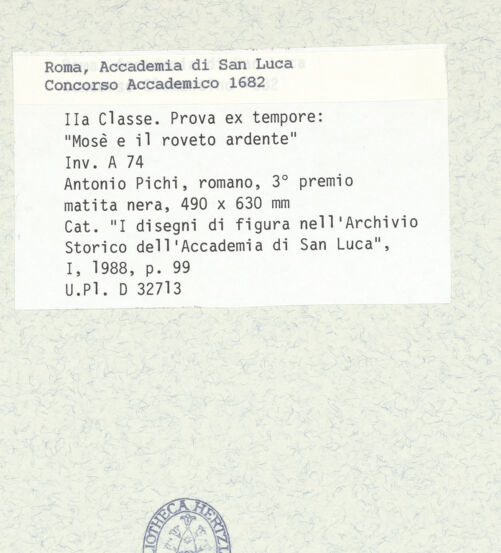 Roma, Accademia di San Luca
Concorso Accademico 1682
IIa Classe. Prova ex tempore:
"Mosè e il roveto ardente"
Inv. A 74
Antonio Pichi, romano, 3° premio
matita nera, 490 x 630 mm
Cat. "I disegni di figura nell'Archivio
Storico dell'Accademia di San Luca",
I, 1988, p. 99
U.Pl. D 32713